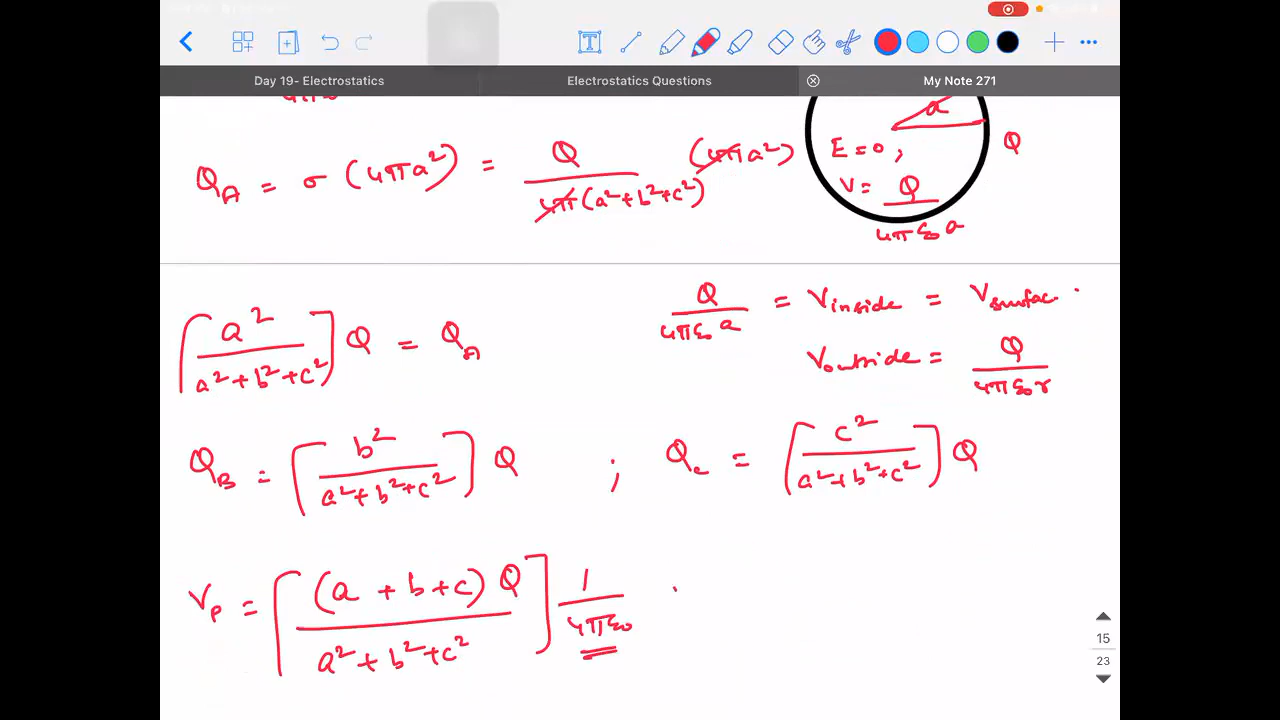 Day 19- Electrostatics
Electrostatics Questions
My Note 271
Q_A = σ (4πa²) = Q / 4π(a²+b²+c²) (4πa²)
a
E = 0 ;
V = Q / 4πε₀a
Q
[a² / a²+b²+c²] Q = Q_A
Q / 4πε₀a = V_inside = V_surface
V_outside = Q / 4πε₀r
Q_B = [b² / a²+b²+c²] Q ; Q_c = [c² / a²+b²+c²] Q
V_P = [(a+b+c) Q / a²+b²+c²] 1 / 4πε₀
15
23